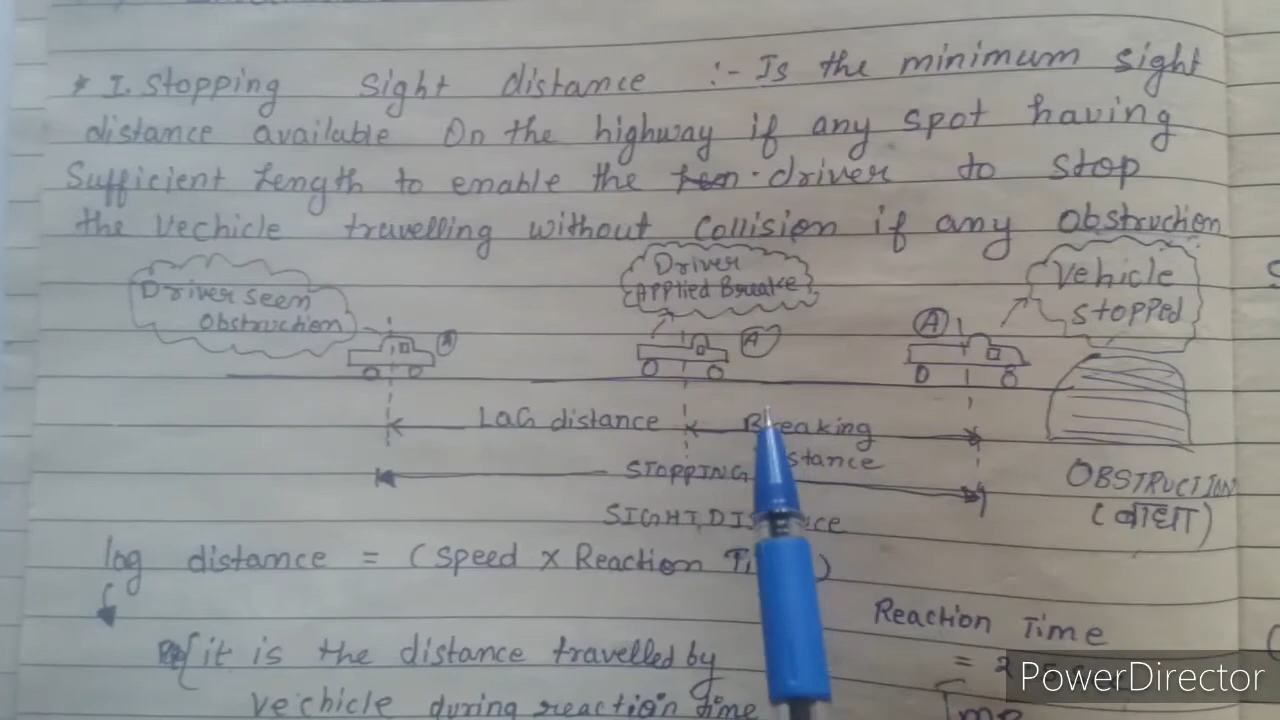 * I. Stopping Sight distance :- Is the minimum sight
distance available On the highway if any spot having
Sufficient Length to enable the driver to stop
the vechicle travelling without Collision if any Obstruction
Driver seen
Obstruction
Driver
Applied Breake
Vehicle
stopped
A
A
A
Lag distance
Breaking
STOPPING
SIGHT
OBSTRUCTION
(बाधा)
log distance = (Speed x Reaction )
it is the distance travelled by
vechicle during reaction time
Reaction Time
= 2
PowerDirector